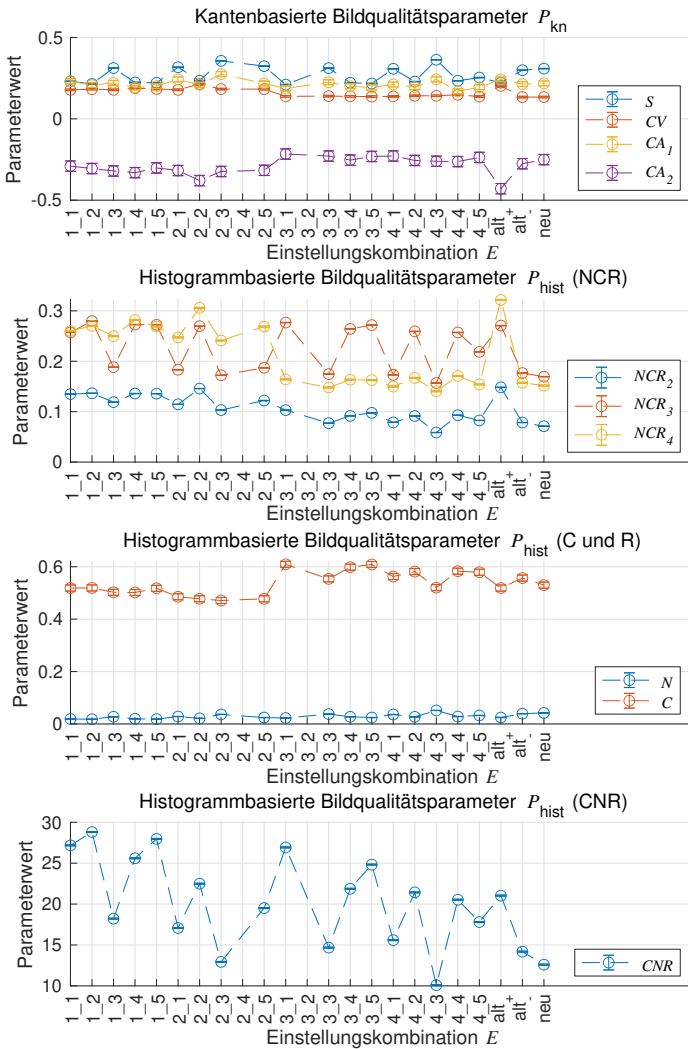 Kantenbasierte Bildqualitätsparameter P_kn
0.5
0
-0.5
Parameterwert
S
CV
CA_1
CA_2
1_1 1_2 1_3 1_4 1_5 2_1 2_2 2_3 2_4 2_5 3_1 3_2 3_3 3_4 3_5 4_1 4_2 4_3 4_4 4_5 alt^+ alt^- neu
Einstellungskombination E
Histogrammbasierte Bildqualitätsparameter P_hist (NCR)
0.3
0.2
0.1
0
Parameterwert
NCR_2
NCR_3
NCR_4
1_1 1_2 1_3 1_4 1_5 2_1 2_2 2_3 2_4 2_5 3_1 3_2 3_3 3_4 3_5 4_1 4_2 4_3 4_4 4_5 alt^+ alt^- neu
Einstellungskombination E
Histogrammbasierte Bildqualitätsparameter P_hist (C und R)
0.6
0.4
0.2
0
Parameterwert
N
C
1_1 1_2 1_3 1_4 1_5 2_1 2_2 2_3 2_4 2_5 3_1 3_2 3_3 3_4 3_5 4_1 4_2 4_3 4_4 4_5 alt^+ alt^- neu
Einstellungskombination E
Histogrammbasierte Bildqualitätsparameter P_hist (CNR)
30
25
20
15
10
Parameterwert
CNR
1_1 1_2 1_3 1_4 1_5 2_1 2_2 2_3 2_4 2_5 3_1 3_2 3_3 3_4 3_5 4_1 4_2 4_3 4_4 4_5 alt^+ alt^- neu
Einstellungskombination E